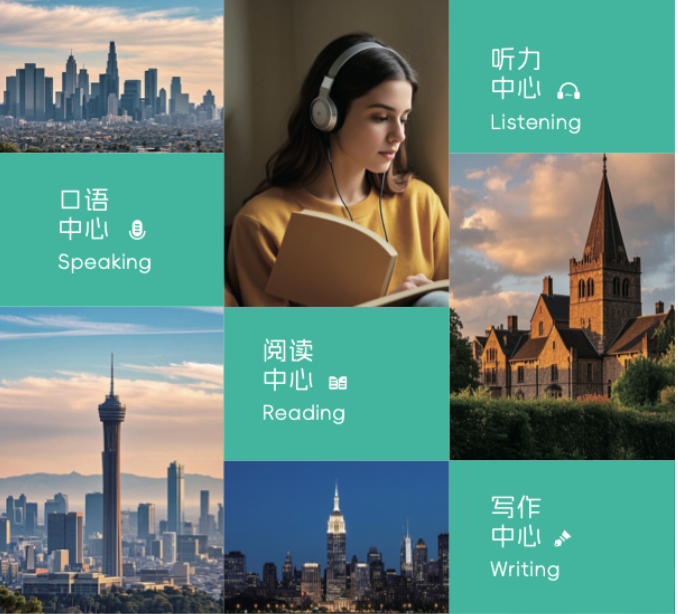 听力
中心
Listening
口语
中心
Speaking
阅读
中心
Reading
写作
中心
Writing